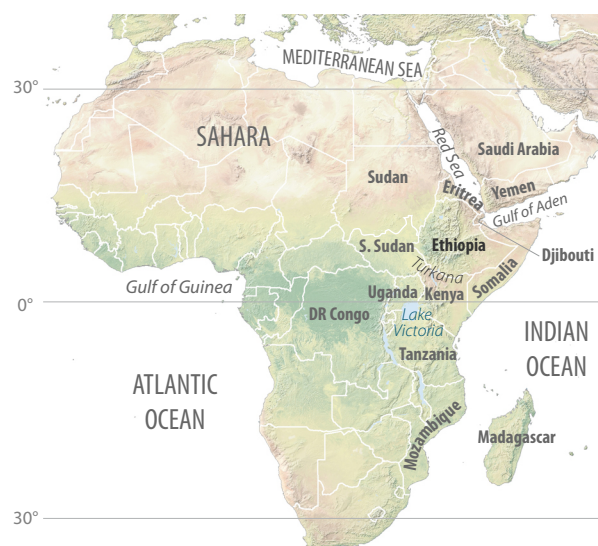 MEDITERRANEAN SEA
30°
SAHARA
Red Sea
Saudi Arabia
Sudan
Eritrea
Yemen
Gulf of Aden
S. Sudan
Ethiopia
Djibouti
Turkana
Somalia
Gulf of Guinea
Uganda
Kenya
0°
DR Congo
Lake
Victoria
INDIAN
OCEAN
Tanzania
ATLANTIC
OCEAN
Mozambique
Madagascar
30°